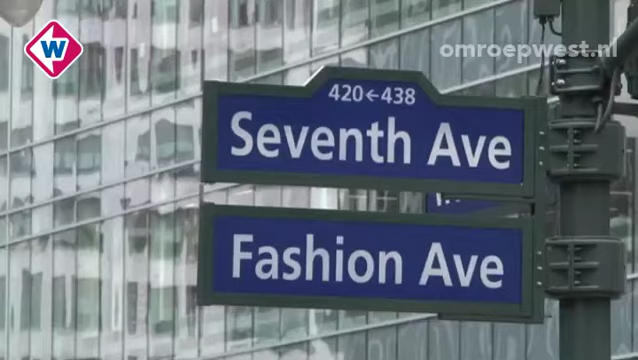 W
omroepwest.nl
420←438
Seventh Ave
Fashion Ave